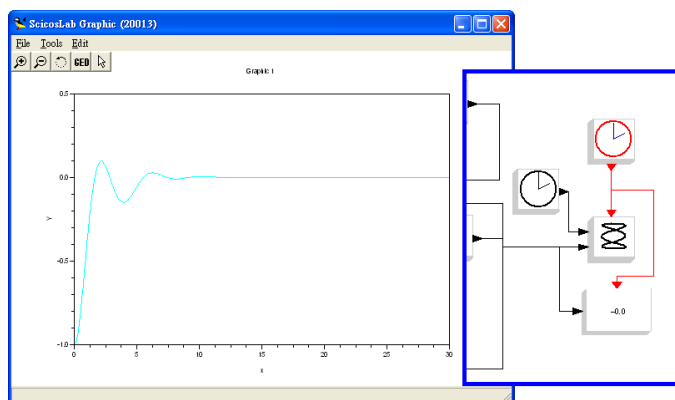 ScicosLab Graphic (20013)
File Tools Edit
GED
Graphic 1
0.5
0.0
-0.5
-1.0
Y
0 5 10 15 20 25 30
x
-0.0